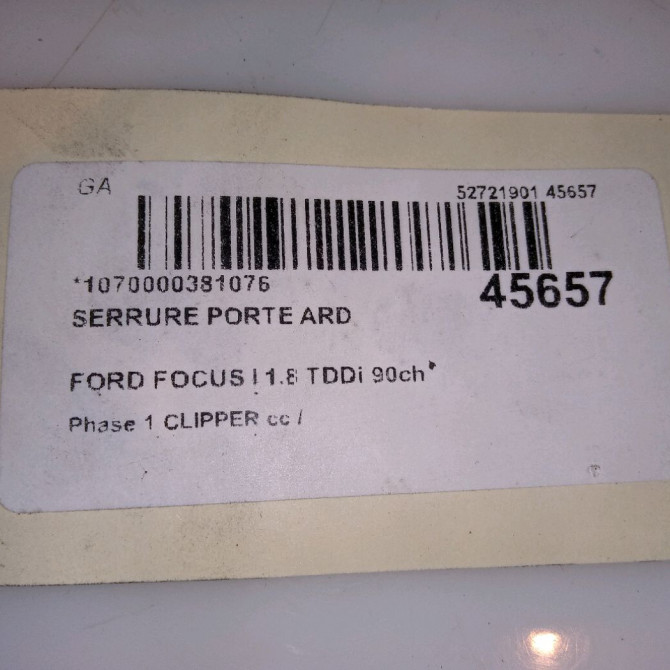 GA 52721901 45657
*1070000381076 45657
SERRURE PORTE ARD
FORD FOCUS I 1.8 TDDi 90ch*
Phase 1 CLIPPER cc /